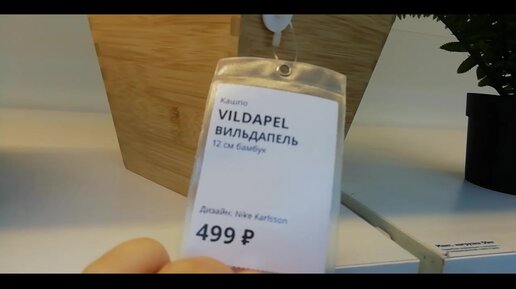 Кашпо
VILDAPEL
ВИЛЬДАПЕЛЬ
12 см бамбук
Дизайн: Nike Karlsson
499 ₽